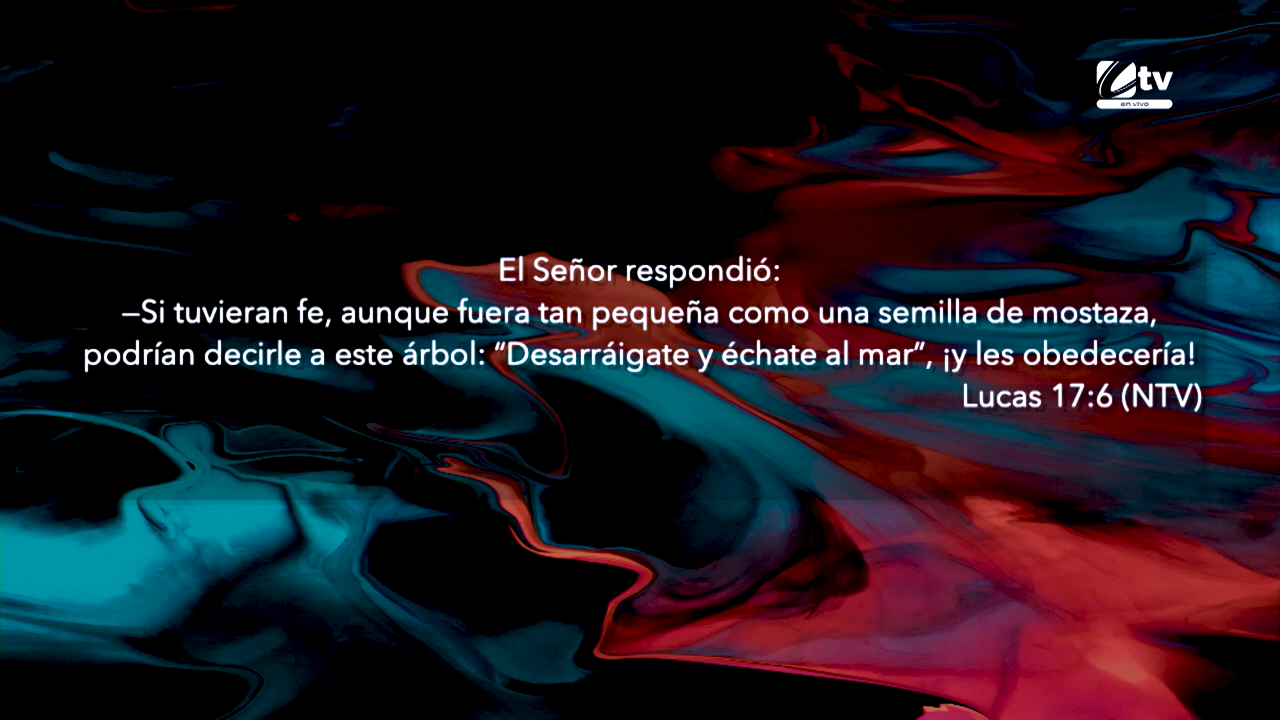 tv
en vivo
El Señor respondió:
—Si tuvieran fe, aunque fuera tan pequeña como una semilla de mostaza,
podrían decirle a este árbol: “Desarráigate y échate al mar”, ¡y les obedecería!
Lucas 17:6 (NTV)